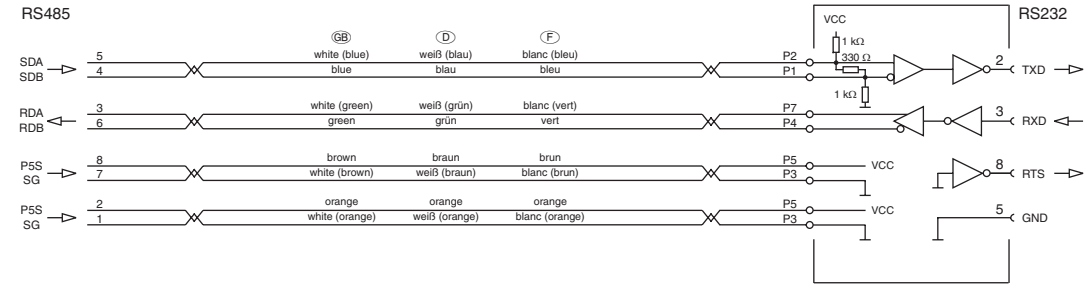 RS485 RS232
VCC
GB D F
1 kΩ
SDA 5 white (blue) weiß (blau) blanc (bleu) P2 330 Ω 2
SDB 4 blue blau bleu P1 TXD
1 kΩ
RDA 3 white (green) weiß (grün) blanc (vert) P7 3
RDB 6 green grün vert P4 RXD
P5S 8 brown braun brun P5 VCC 8
SG 7 white (brown) weiß (braun) blanc (brun) P3 RTS
P5S 2 orange orange orange P5 VCC 5
SG 1 white (orange) weiß (orange) blanc (orange) P3 GND